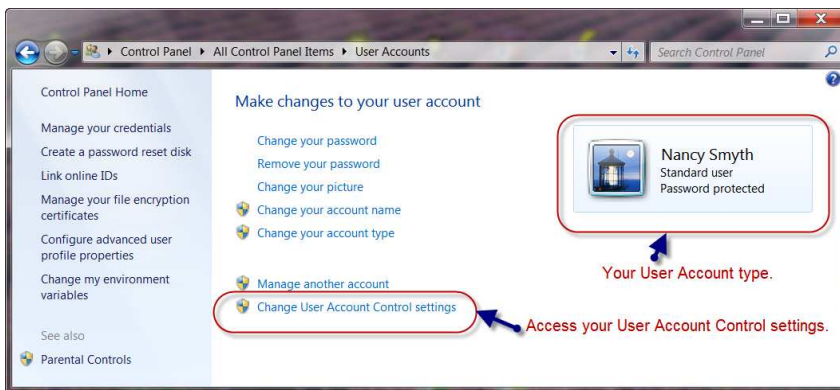 Control Panel ▸ All Control Panel Items ▸ User Accounts
Search Control Panel
Control Panel Home
Manage your credentials
Create a password reset disk
Link online IDs
Manage your file encryption
certificates
Configure advanced user
profile properties
Change my environment
variables
See also
Parental Controls
Make changes to your user account
Change your password
Remove your password
Change your picture
Change your account name
Change your account type
Manage another account
Change User Account Control settings
Nancy Smyth
Standard user
Password protected
Your User Account type.
Access your User Account Control settings.